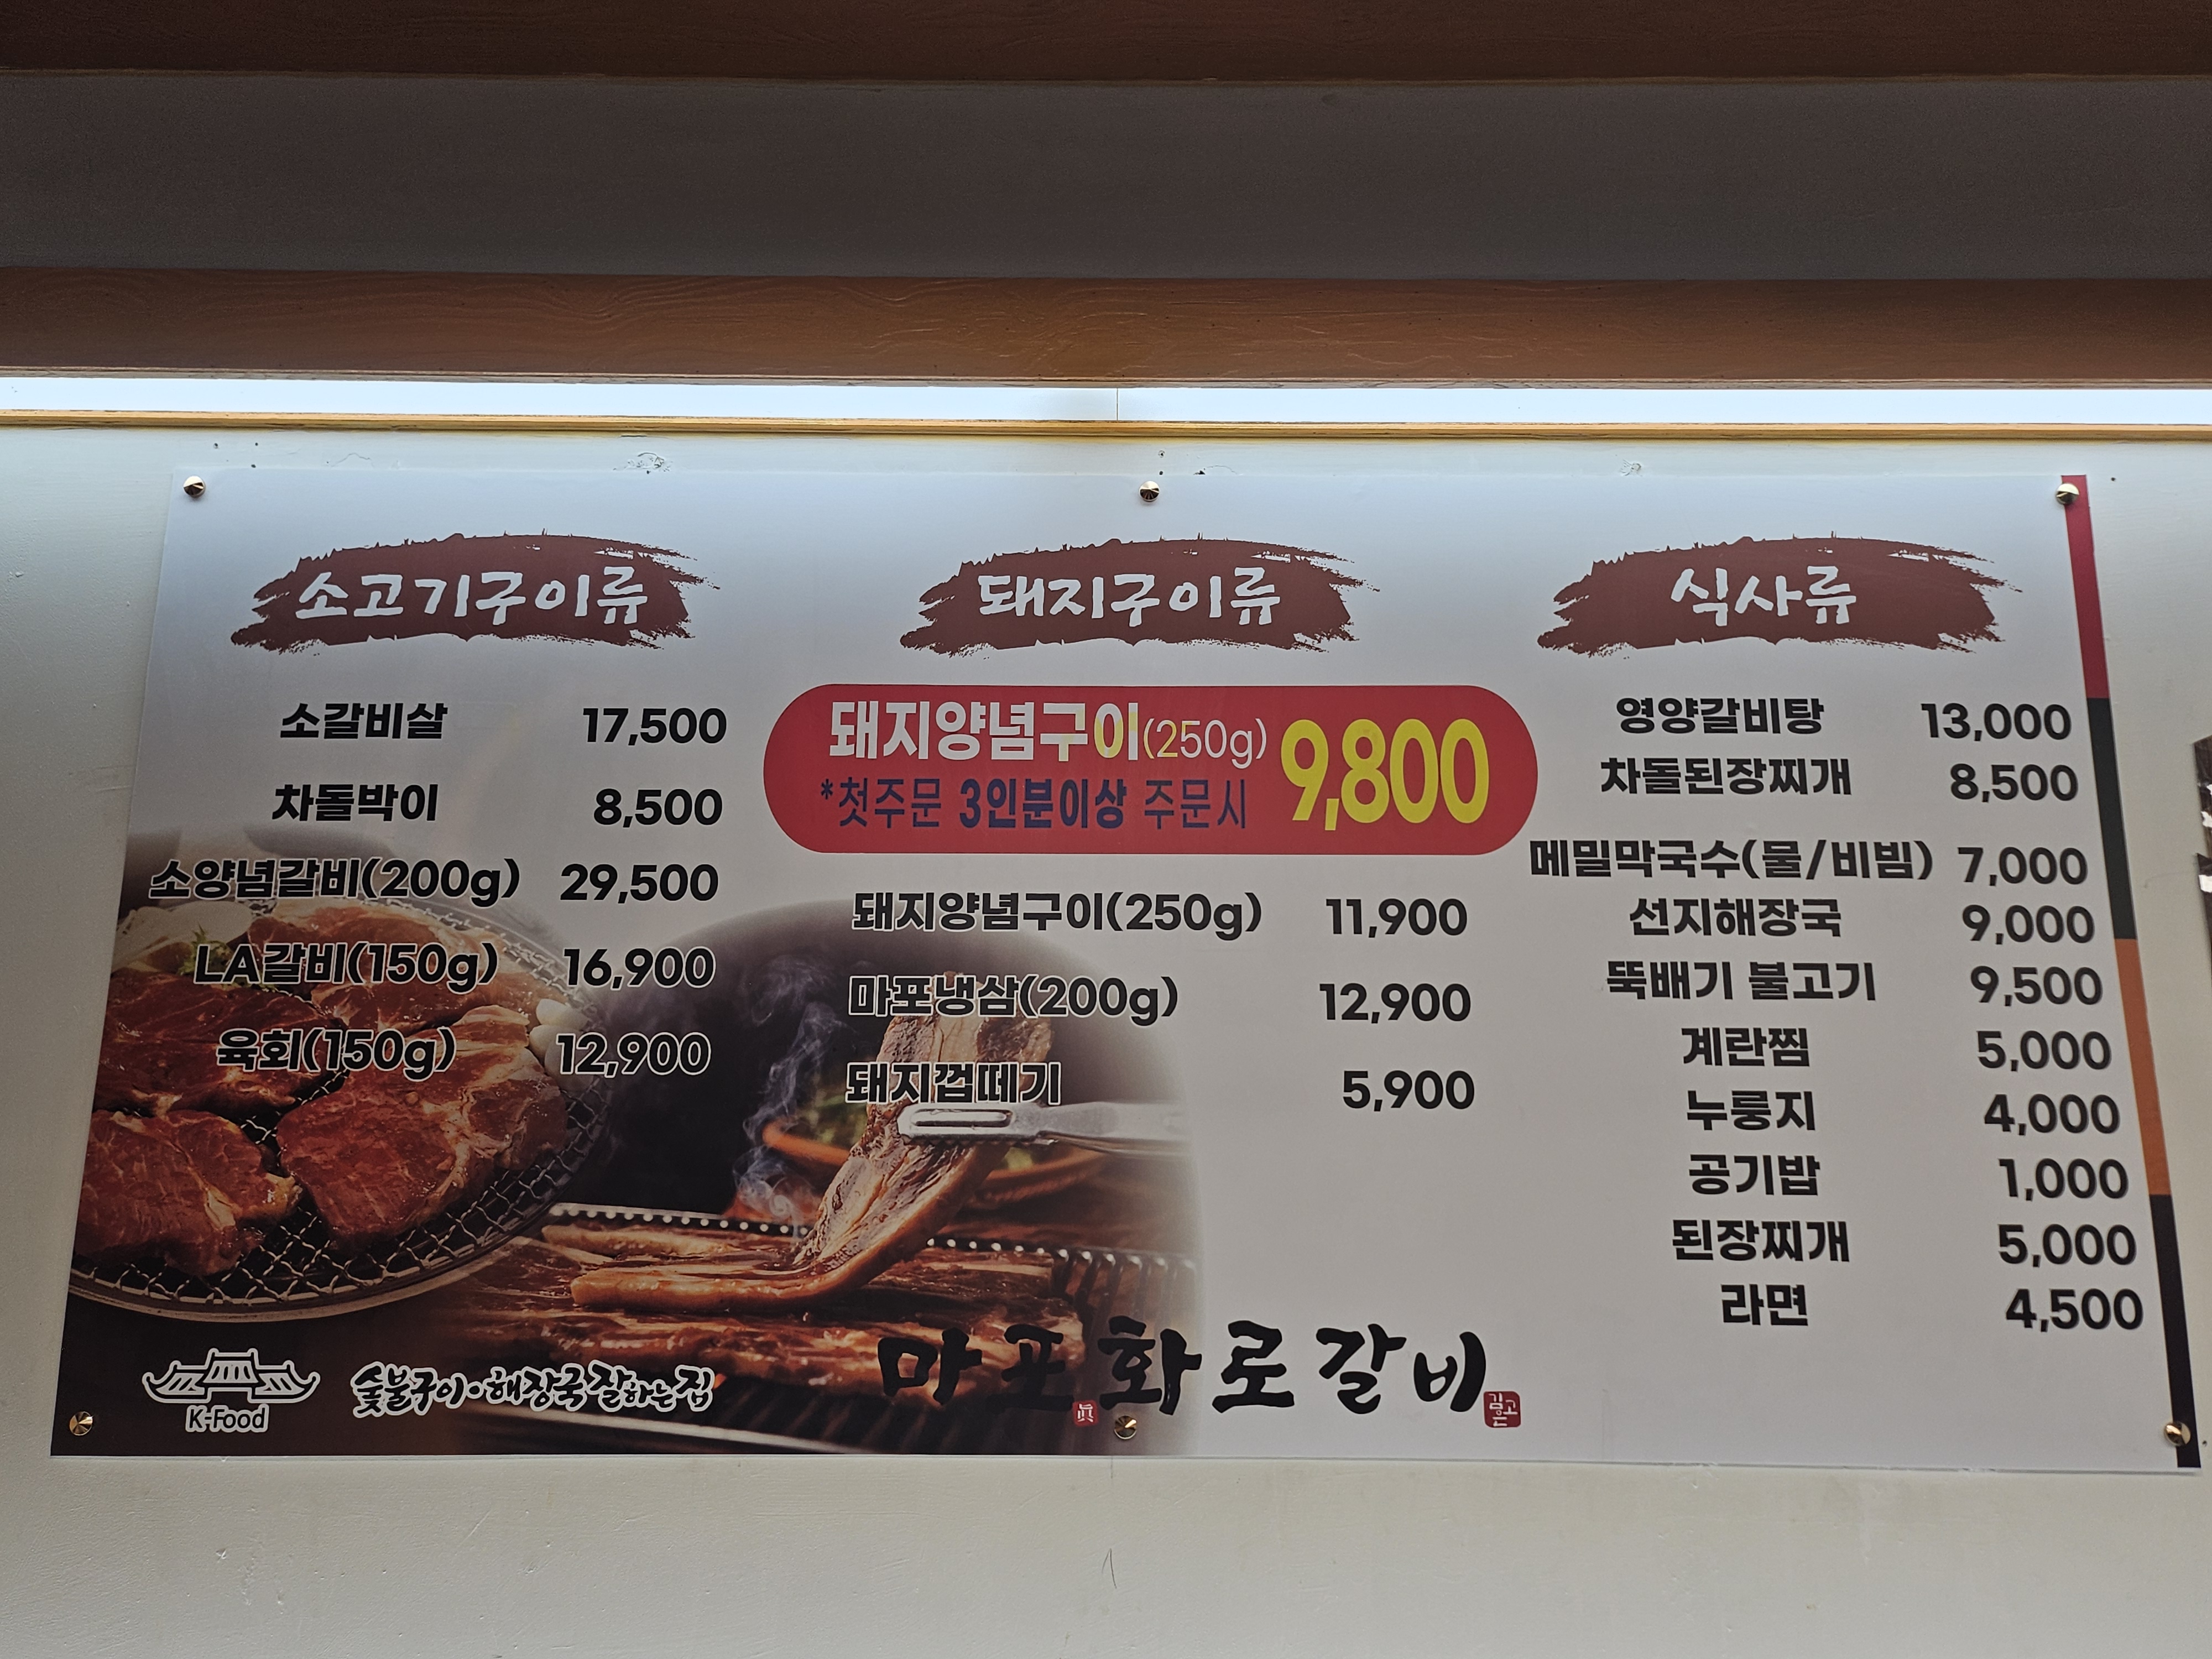 소고기구이류
소갈비살 17,500
차돌박이 8,500
소양념갈비(200g) 29,500
LA갈비(150g) 16,900
육회(150g) 12,900
돼지구이류
돼지양념구이(250g) 9,800
*첫주문 3인분이상 주문시
돼지양념구이(250g) 11,900
마포냉삼(200g) 12,900
돼지껍떼기 5,900
식사류
영양갈비탕 13,000
차돌된장찌개 8,500
메밀막국수(물/비빔) 7,000
선지해장국 9,000
뚝배기 불고기 9,500
계란찜 5,000
누룽지 4,000
공기밥 1,000
된장찌개 5,000
라면 4,500
K-Food
숯불구이·해장국 잘하는집
마포화로갈비
眞